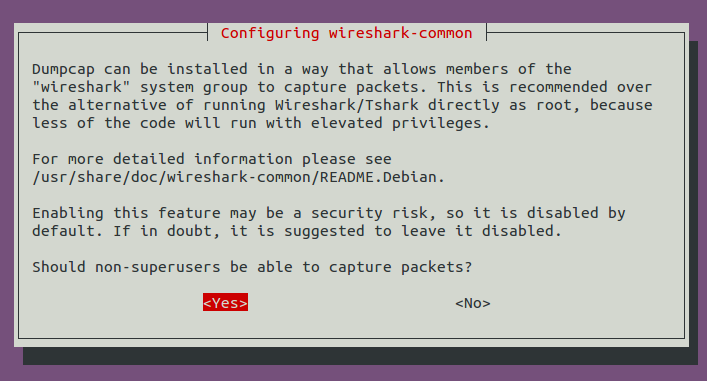 Configuring wireshark-common
Dumpcap can be installed in a way that allows members of the
"wireshark" system group to capture packets. This is recommended over
the alternative of running Wireshark/Tshark directly as root, because
less of the code will run with elevated privileges.
For more detailed information please see
/usr/share/doc/wireshark-common/README.Debian.
Enabling this feature may be a security risk, so it is disabled by
default. If in doubt, it is suggested to leave it disabled.
Should non-superusers be able to capture packets?
<Yes> <No>